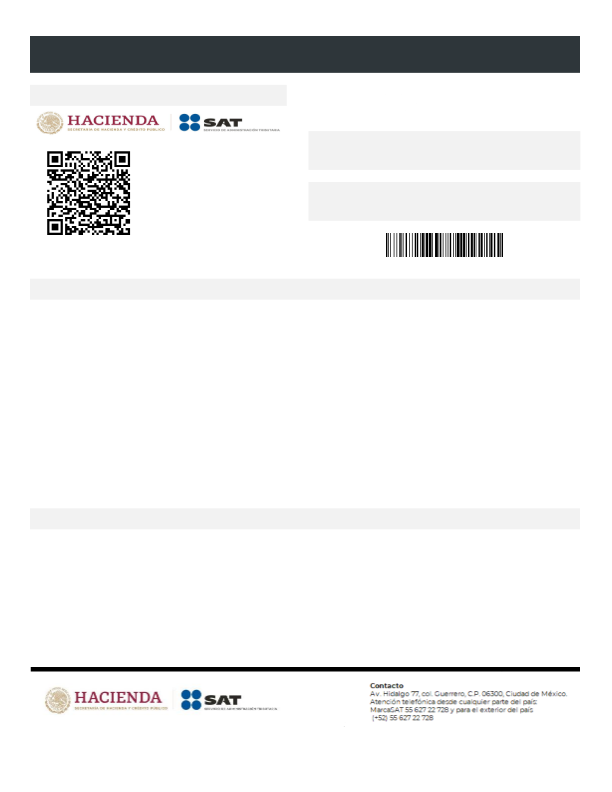 HACIENDA
SECRETARÍA DE HACIENDA Y CRÉDITO PÚBLICO
SAT
SERVICIO DE ADMINISTRACIÓN TRIBUTARIA
HACIENDA
SECRETARÍA DE HACIENDA Y CRÉDITO PÚBLICO
SAT
SERVICIO DE ADMINISTRACIÓN TRIBUTARIA
Contacto
Av. Hidalgo 77, col. Guerrero, C.P. 06300, Ciudad de México.
Atención telefónica desde cualquier parte del país:
MarcaSAT 55 627 22 728 y para el exterior del país
(+52) 55 627 22 728